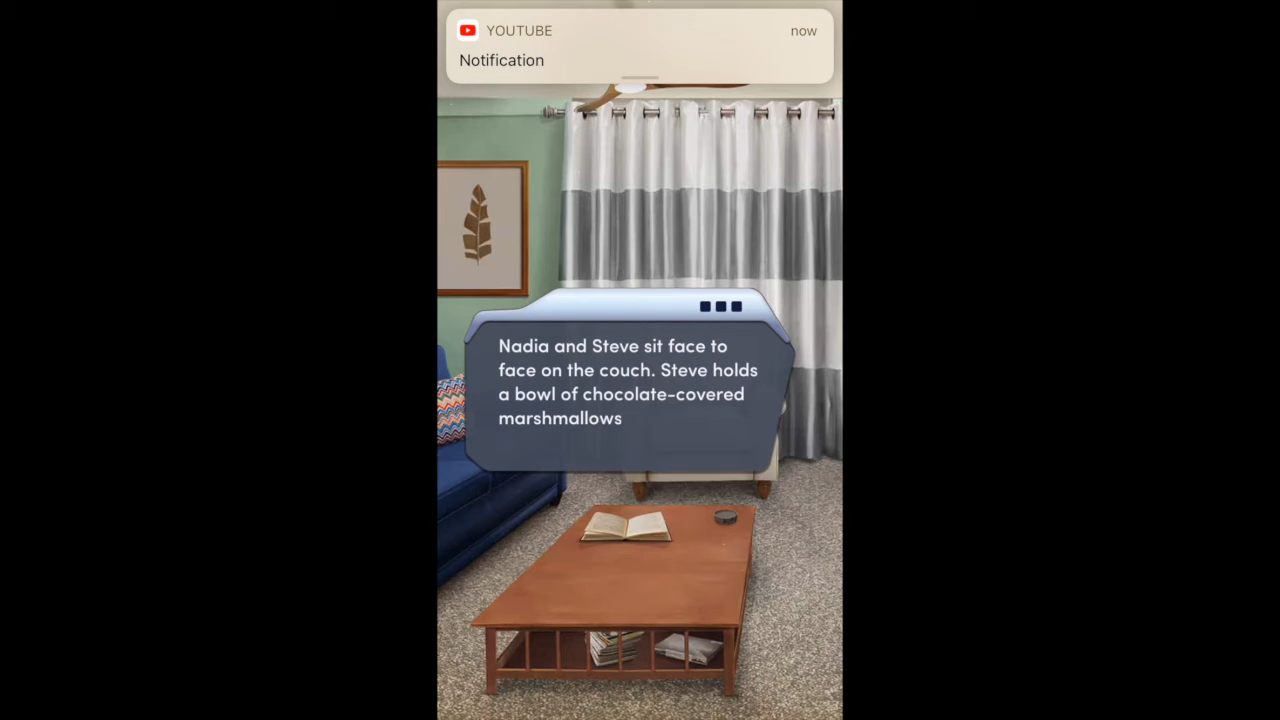 YOUTUBE
now
Notification
Nadia and Steve sit face to
face on the couch. Steve holds
a bowl of chocolate-covered
marshmallows